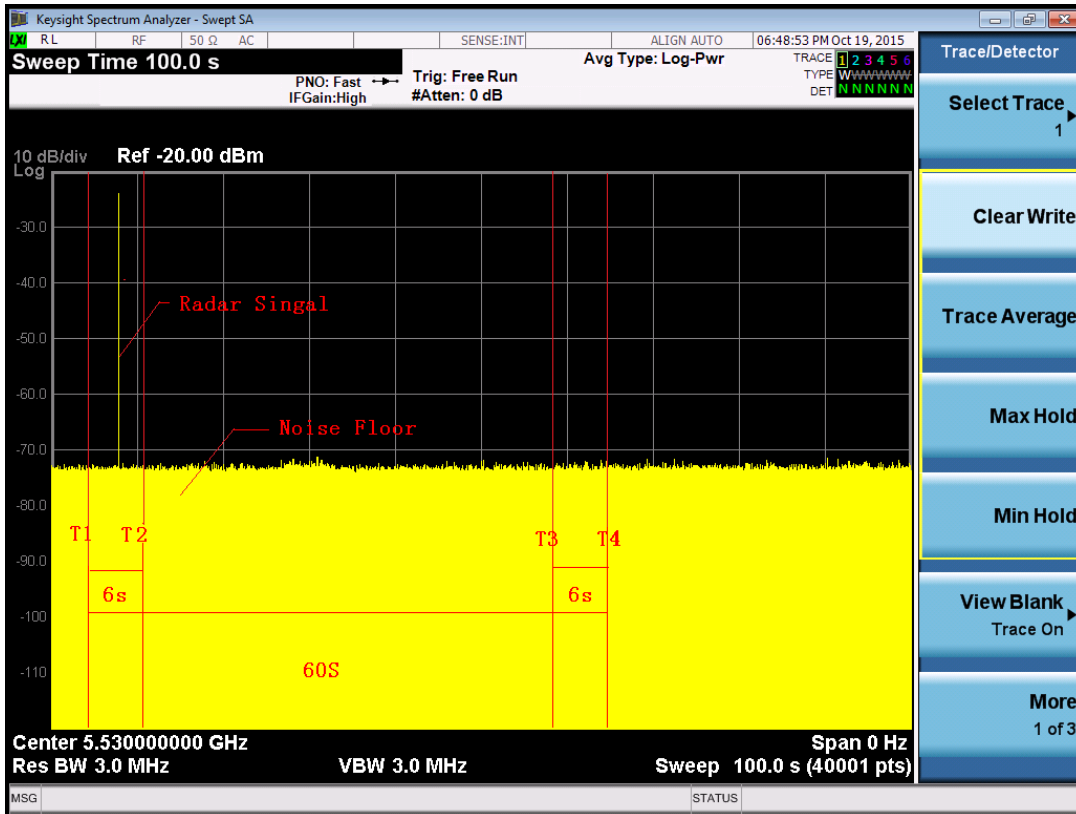 Keysight Spectrum Analyzer - Swept SA
LXI RL RF 50 Ω AC SENSE:INT ALIGN AUTO 06:48:53 PM Oct 19, 2015
Sweep Time 100.0 s
PNO: Fast
IFGain:High
Trig: Free Run
#Atten: 0 dB
Avg Type: Log-Pwr
TRACE 1 2 3 4 5 6
TYPE WWWWWW
DET N N N N N N
10 dB/div Ref -20.00 dBm
Log
-30.0
-40.0
-50.0
-60.0
-70.0
-80.0
-90.0
-100
-110
Radar Singal
Noise Floor
T1 T2 T3 T4
6s 6s
60S
Center 5.530000000 GHz Span 0 Hz
Res BW 3.0 MHz VBW 3.0 MHz Sweep 100.0 s (40001 pts)
MSG STATUS
Trace/Detector
Select Trace
1
Clear Write
Trace Average
Max Hold
Min Hold
View Blank
Trace On
More
1 of 3